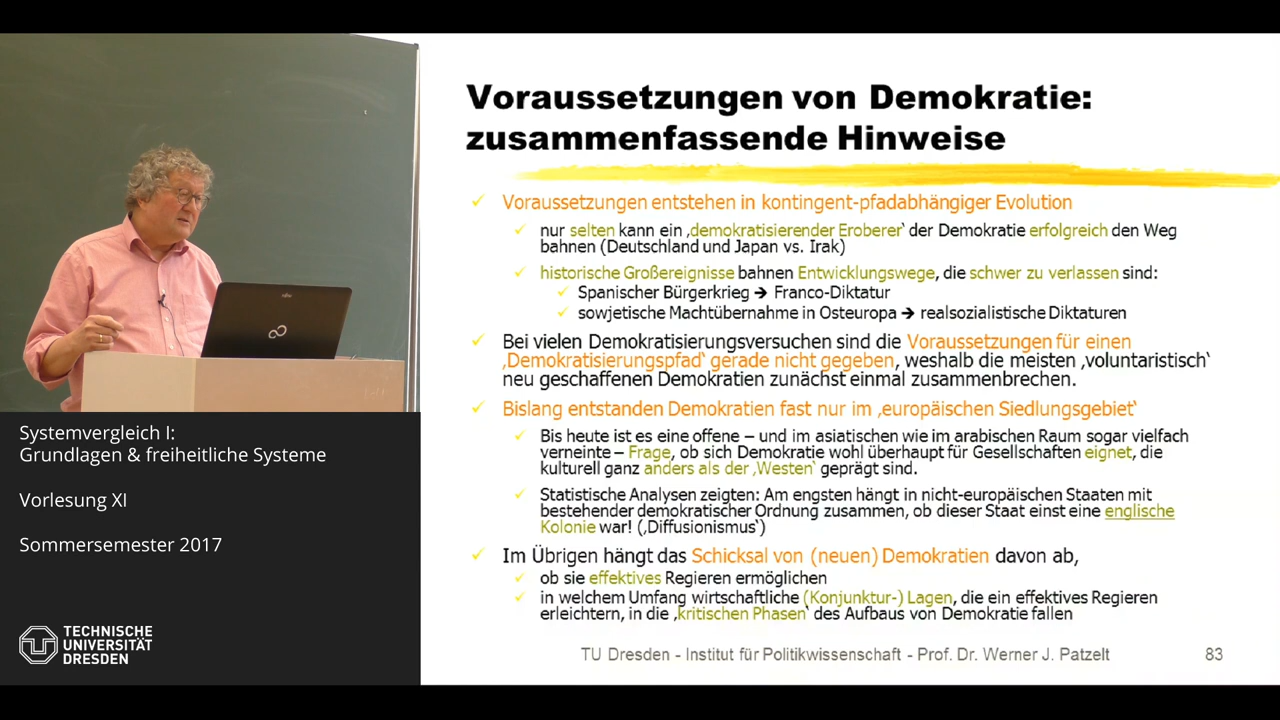 Voraussetzungen von Demokratie:
zusammenfassende Hinweise
Voraussetzungen entstehen in kontingent-pfadabhängiger Evolution
nur selten kann ein ‚demokratisierender Eroberer‘ der Demokratie erfolgreich den Weg
bahnen (Deutschland und Japan vs. Irak)
historische Großereignisse bahnen Entwicklungswege, die schwer zu verlassen sind:
Spanischer Bürgerkrieg → Franco-Diktatur
sowjetische Machtübernahme in Osteuropa → realsozialistische Diktaturen
Bei vielen Demokratisierungsversuchen sind die Voraussetzungen für einen
‚Demokratisierungspfad‘ gerade nicht gegeben, weshalb die meisten ‚voluntaristisch‘
neu geschaffenen Demokratien zunächst einmal zusammenbrechen.
Bislang entstanden Demokratien fast nur im ‚europäischen Siedlungsgebiet‘
Bis heute ist es eine offene – und im asiatischen wie im arabischen Raum sogar vielfach
verneinte – Frage, ob sich Demokratie wohl überhaupt für Gesellschaften eignet, die
kulturell ganz anders als der ‚Westen‘ geprägt sind.
Statistische Analysen zeigten: Am engsten hängt in nicht-europäischen Staaten mit
bestehender demokratischer Ordnung zusammen, ob dieser Staat einst eine englische
Kolonie war! (‚Diffusionismus‘)
Im Übrigen hängt das Schicksal von (neuen) Demokratien davon ab,
ob sie effektives Regieren ermöglichen
in welchem Umfang wirtschaftliche (Konjunktur-) Lagen, die ein effektives Regieren
erleichtern, in die ‚kritischen Phasen‘ des Aufbaus von Demokratie fallen
TU Dresden - Institut für Politikwissenschaft - Prof. Dr. Werner J. Patzelt 83
Systemvergleich I:
Grundlagen & freiheitliche Systeme
Vorlesung XI
Sommersemester 2017
TECHNISCHE
UNIVERSITÄT
DRESDEN